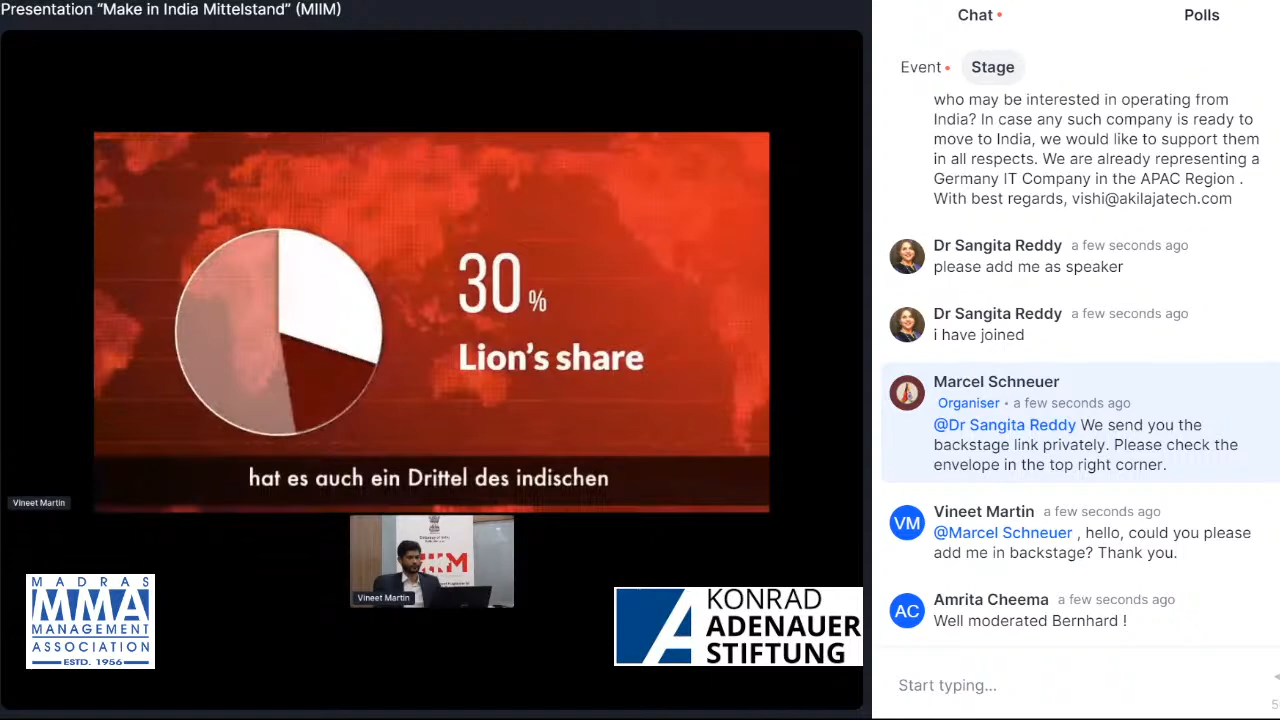 Presentation “Make in India Mittelstand” (MIIM)
30 %
Lion's share
hat es auch ein Drittel des indischen
Vineet Martin
Vineet Martin
MADRAS
MMA
MANAGEMENT
ASSOCIATION
ESTD. 1956
KONRAD
ADENAUER
STIFTUNG
Chat
Polls
Event
Stage
who may be interested in operating from
India? In case any such company is ready to
move to India, we would like to support them
in all respects. We are already representing a
Germany IT Company in the APAC Region .
With best regards, vishi@akilajatech.com
Dr Sangita Reddy a few seconds ago
please add me as speaker
Dr Sangita Reddy a few seconds ago
i have joined
Marcel Schneuer
Organiser • a few seconds ago
@Dr Sangita Reddy We send you the
backstage link privately. Please check the
envelope in the top right corner.
VM
Vineet Martin a few seconds ago
@Marcel Schneuer , hello, could you please
add me in backstage? Thank you.
AC
Amrita Cheema a few seconds ago
Well moderated Bernhard !
Start typing...